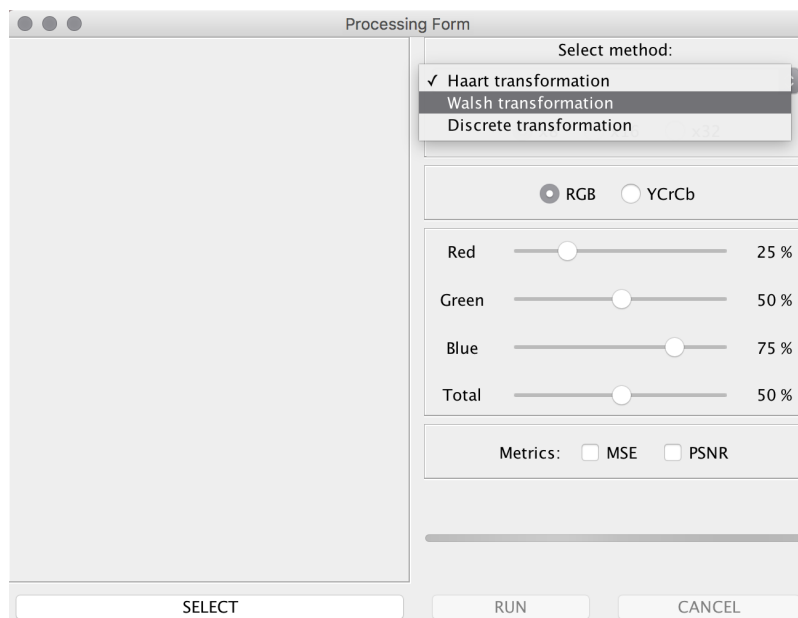 Processing Form
Select method:
✓ Haart transformation
Walsh transformation
Discrete transformation
x32
RGB YCrCb
Red 25 %
Green 50 %
Blue 75 %
Total 50 %
Metrics: MSE PSNR
SELECT RUN CANCEL